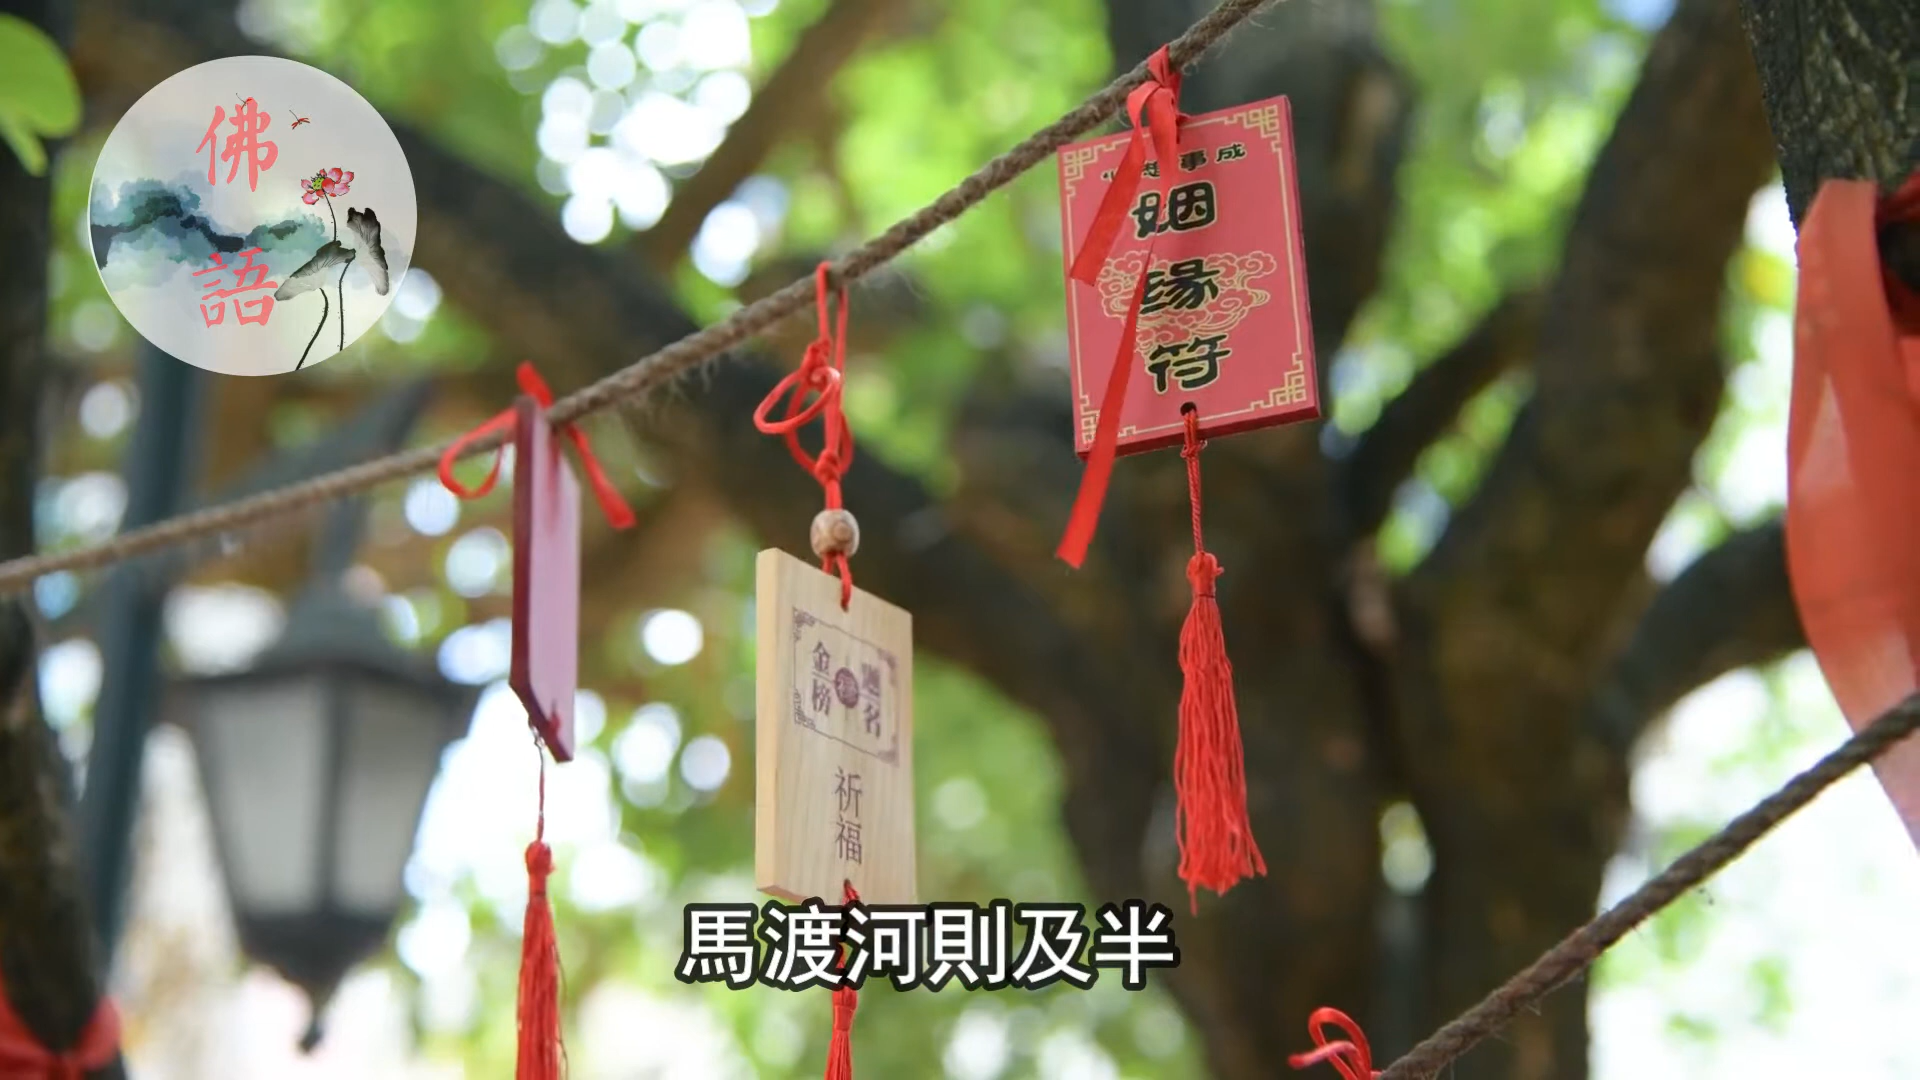 佛
語
心想事成
姻
缘
符
金榜
題名
祈
福
馬渡河則及半